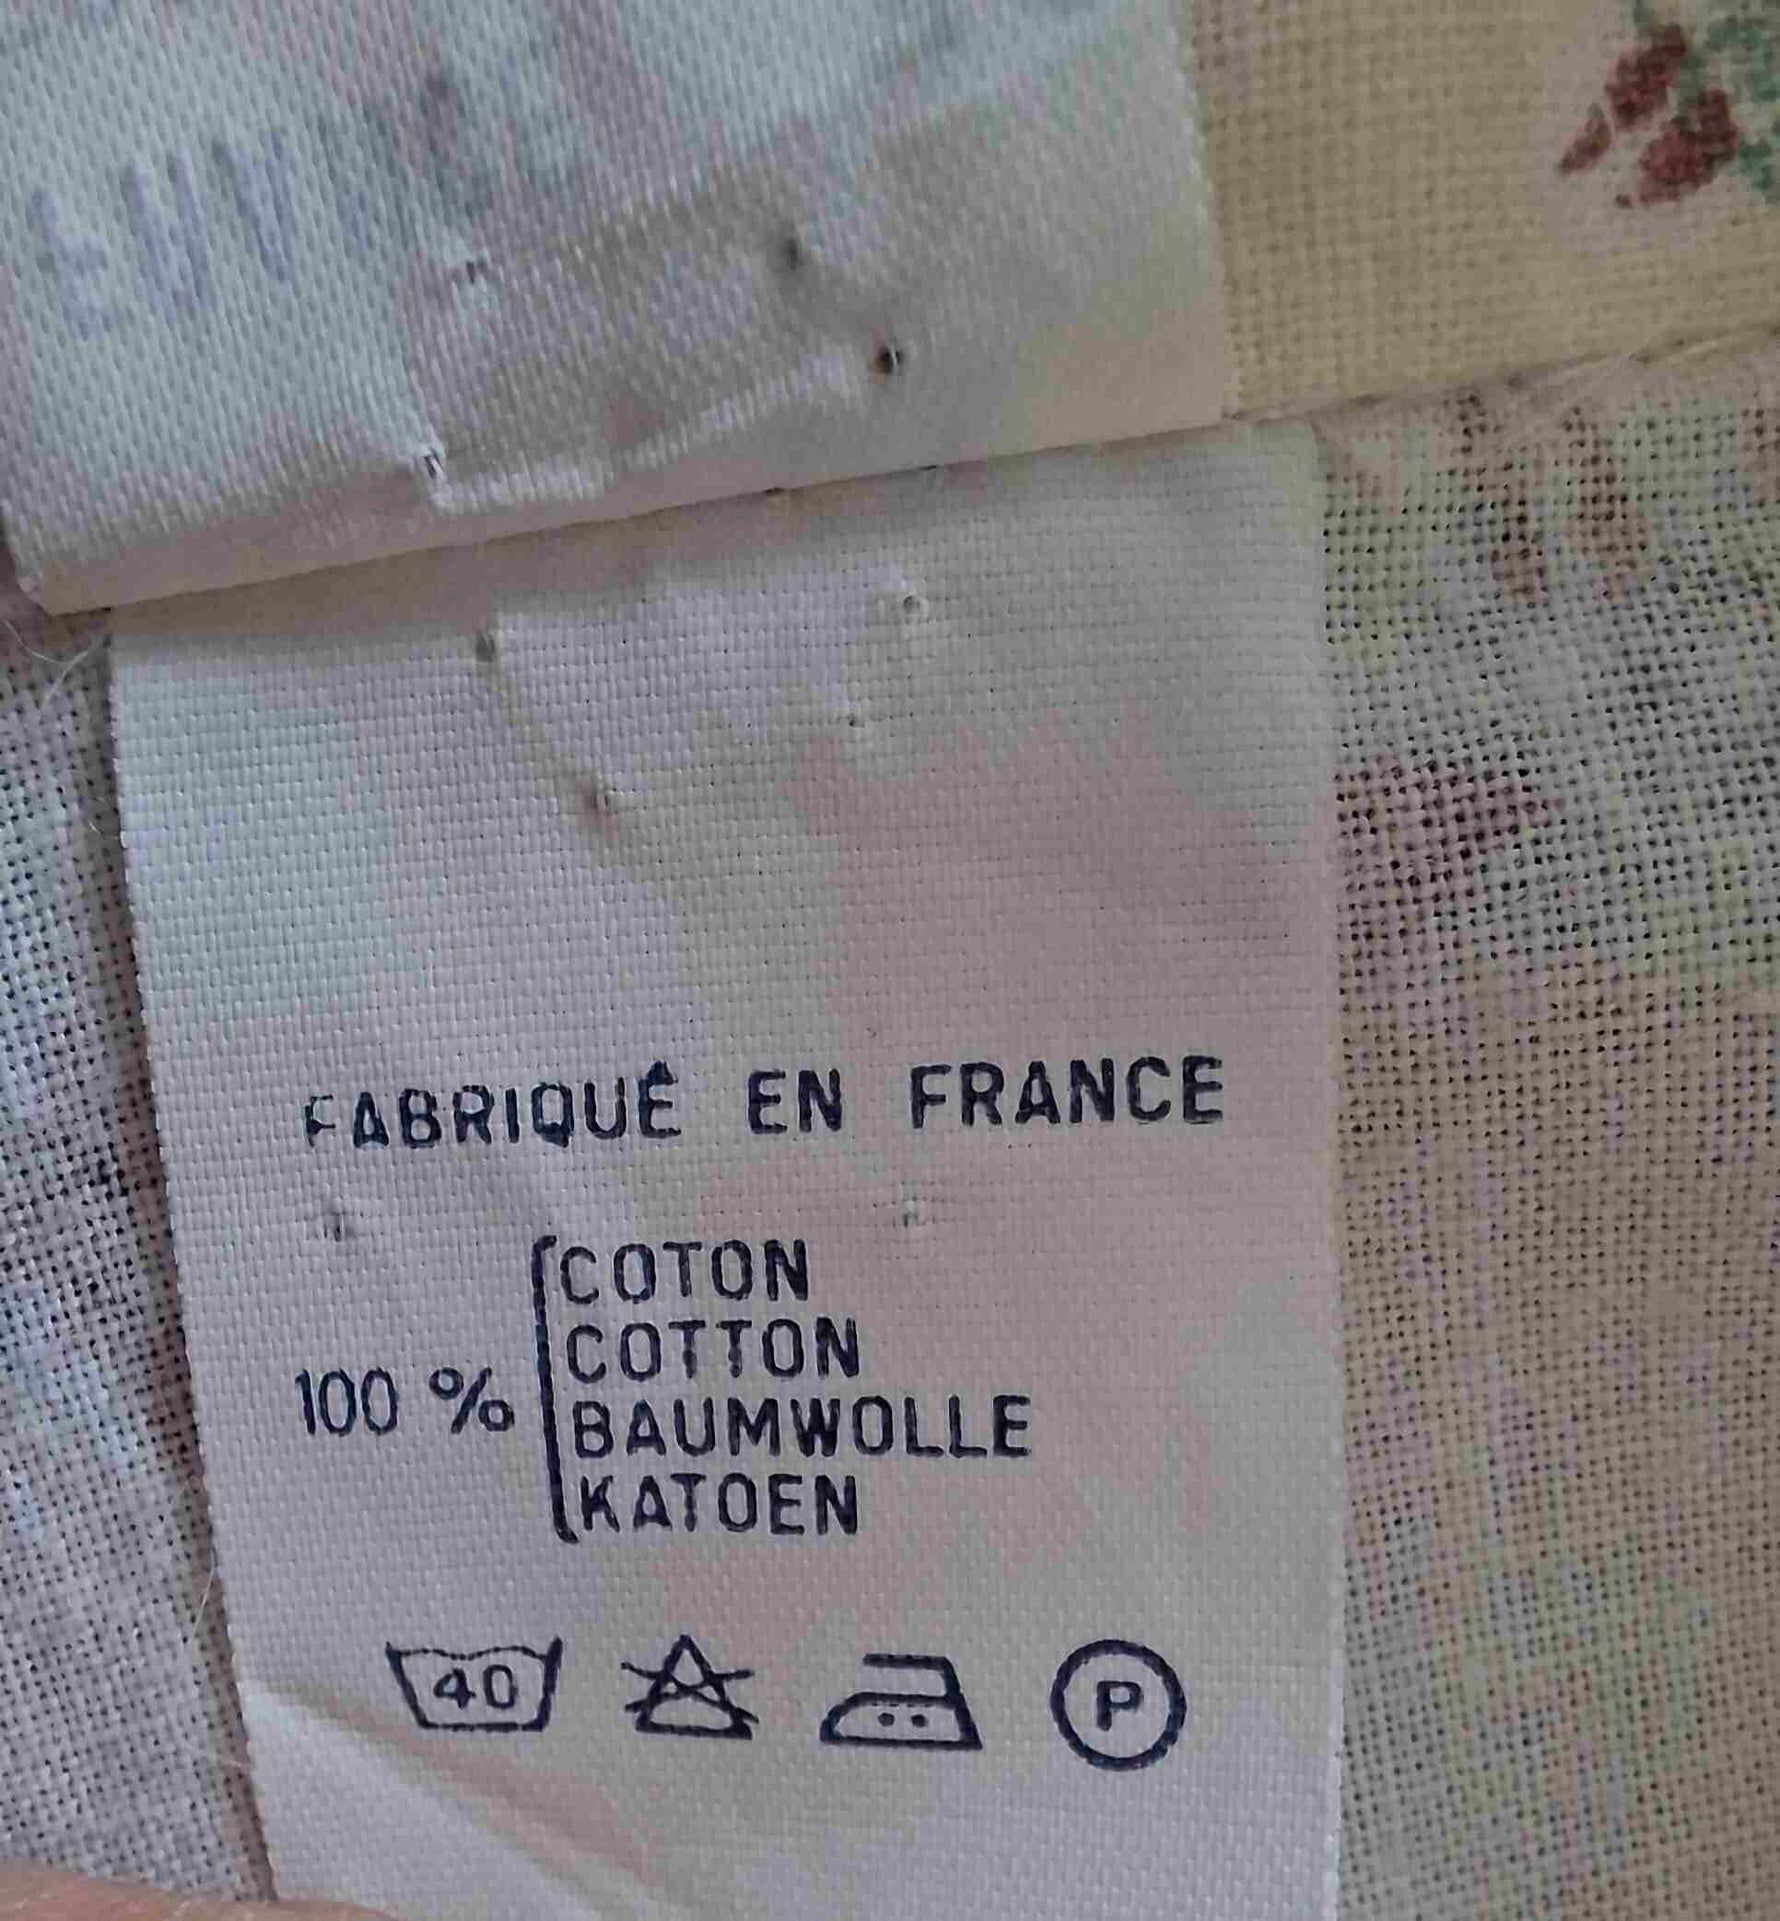 FABRIQUÉ EN FRANCE
COTON
COTTON
100 % BAUMWOLLE
KATOEN
40 P